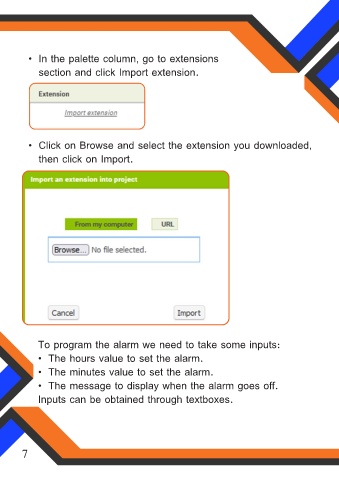 • In the palette column, go to extensions
section and click Import extension.
Extension
Import extension
• Click on Browse and select the extension you downloaded,
then click on Import.
Import an extension into project
From my computer URL
Browse... No file selected.
Cancel Import
To program the alarm we need to take some inputs:
• The hours value to set the alarm.
• The minutes value to set the alarm.
• The message to display when the alarm goes off.
Inputs can be obtained through textboxes.
7